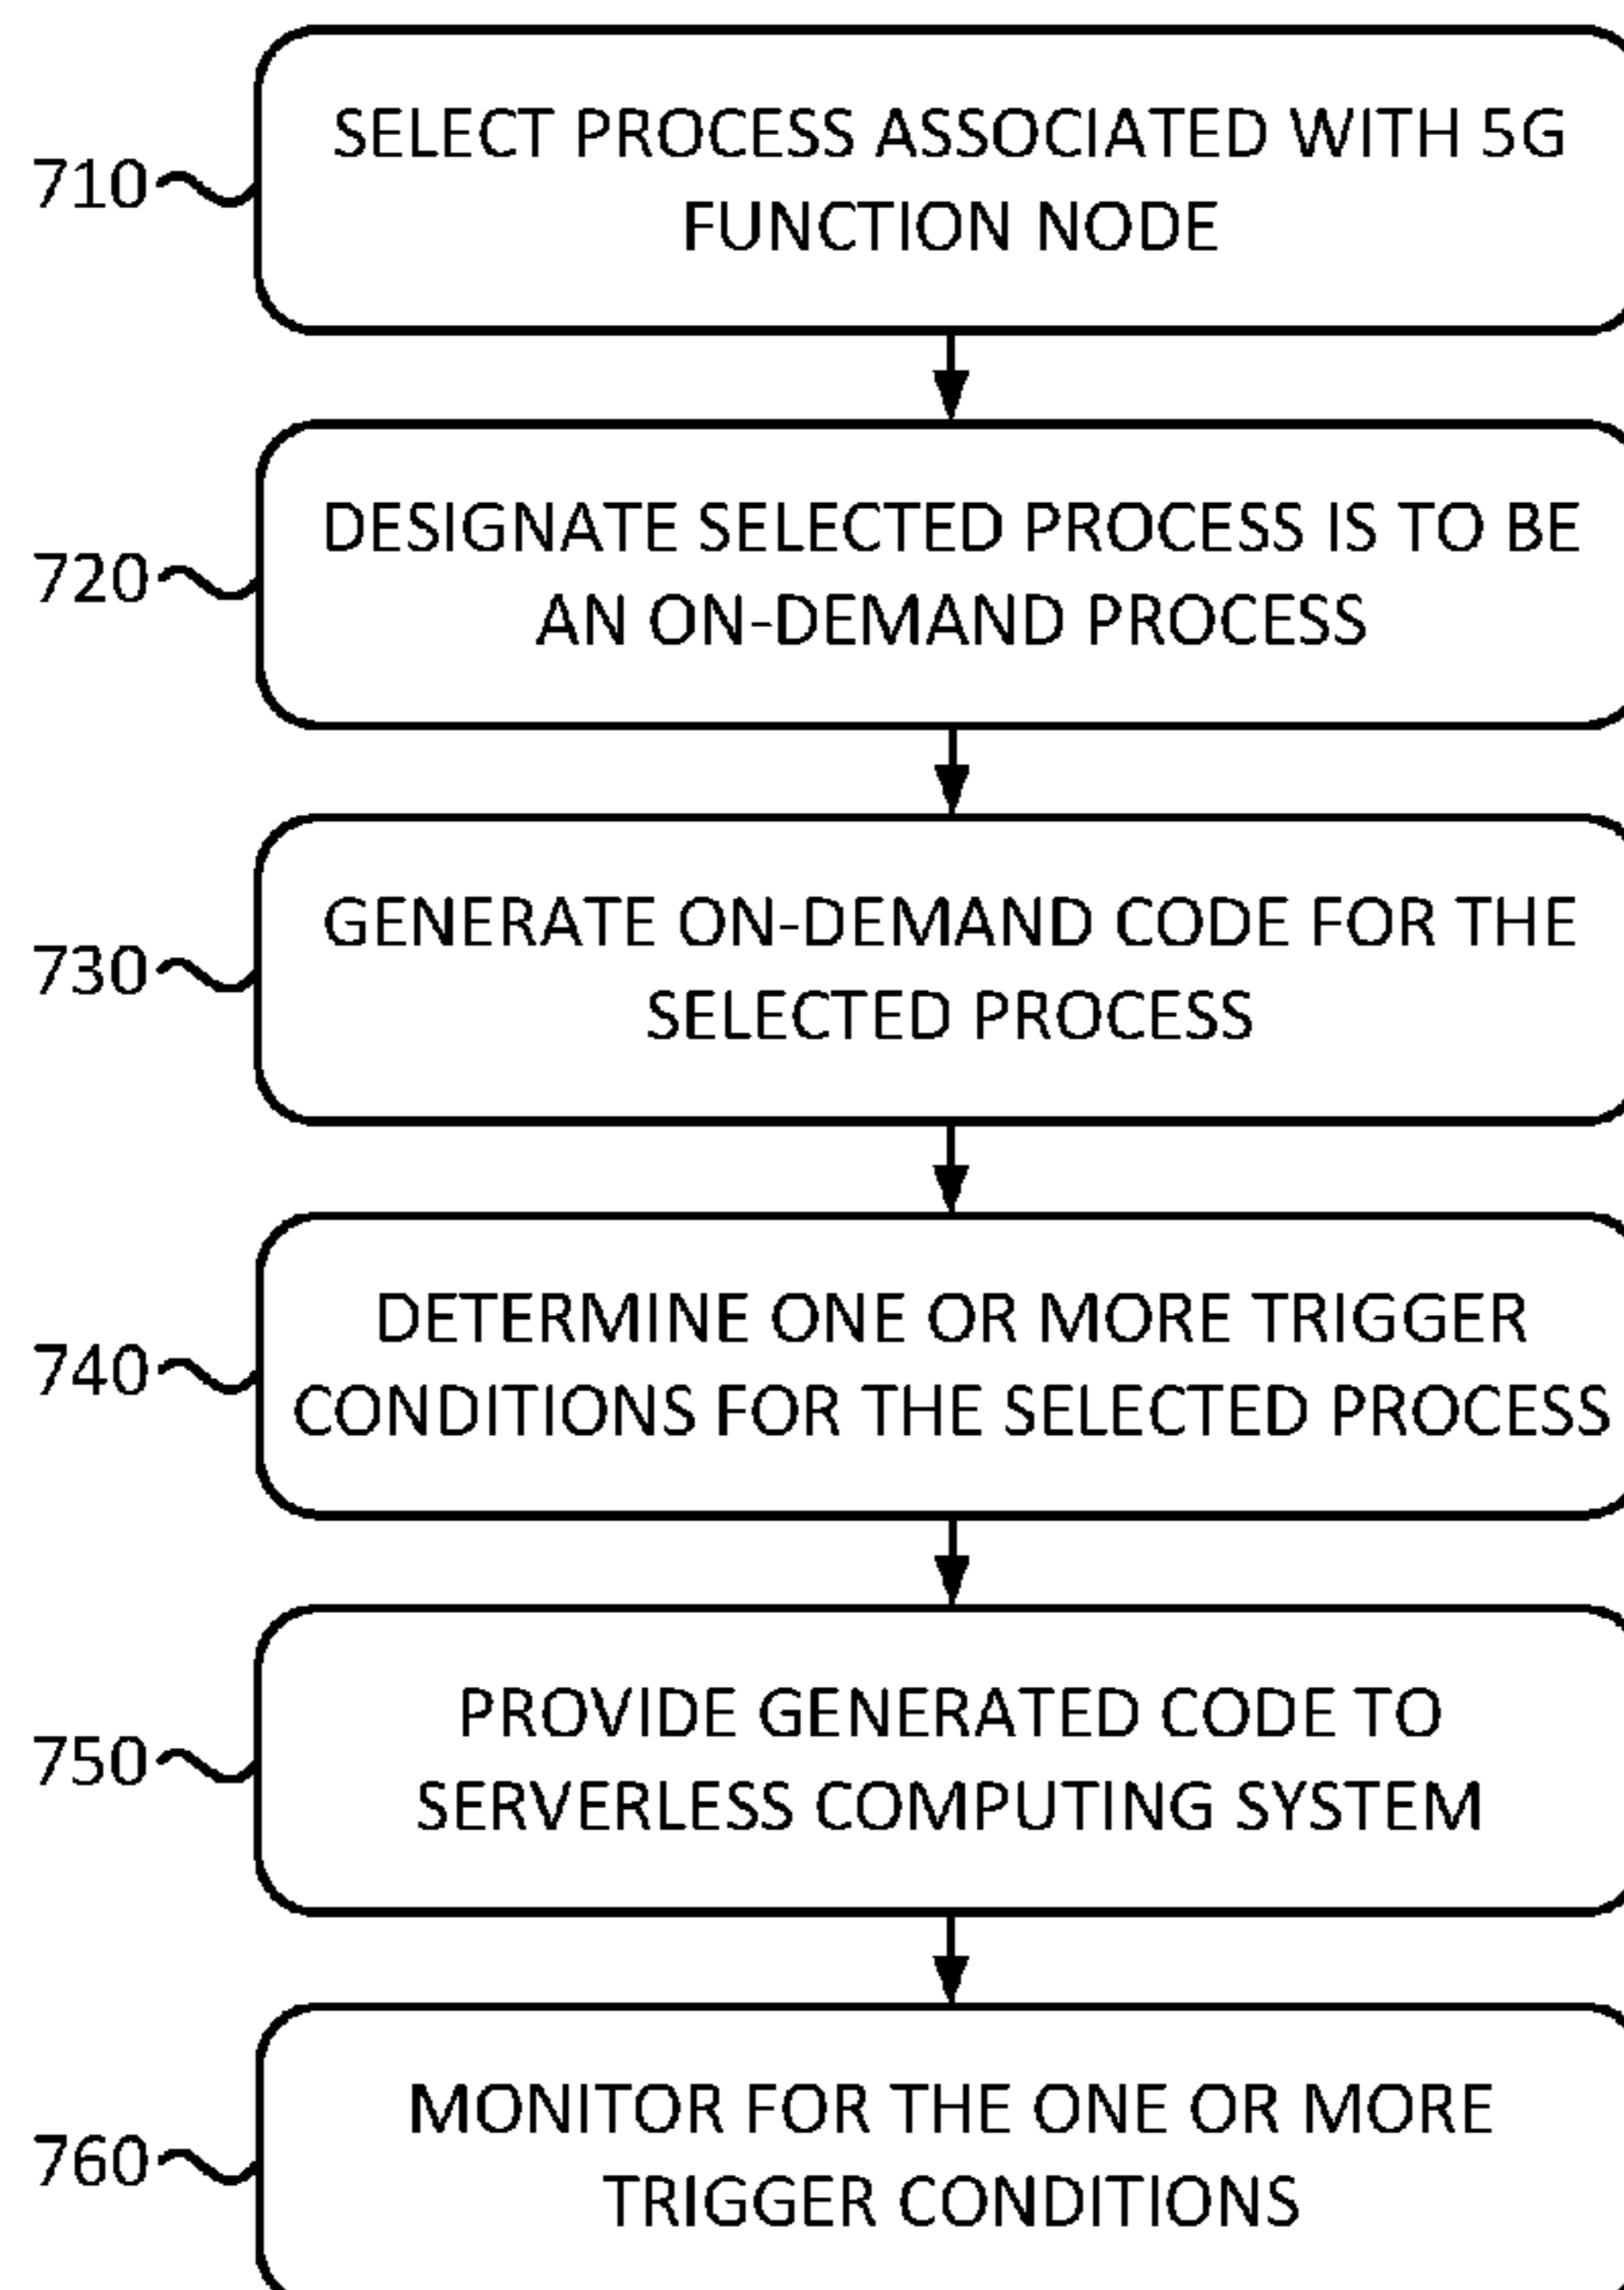 710
SELECT PROCESS ASSOCIATED WITH 5G
FUNCTION NODE
720
DESIGNATE SELECTED PROCESS IS TO BE
AN ON-DEMAND PROCESS
730
GENERATE ON-DEMAND CODE FOR THE
SELECTED PROCESS
740
DETERMINE ONE OR MORE TRIGGER
CONDITIONS FOR THE SELECTED PROCESS
750
PROVIDE GENERATED CODE TO
SERVERLESS COMPUTING SYSTEM
760
MONITOR FOR THE ONE OR MORE
TRIGGER CONDITIONS